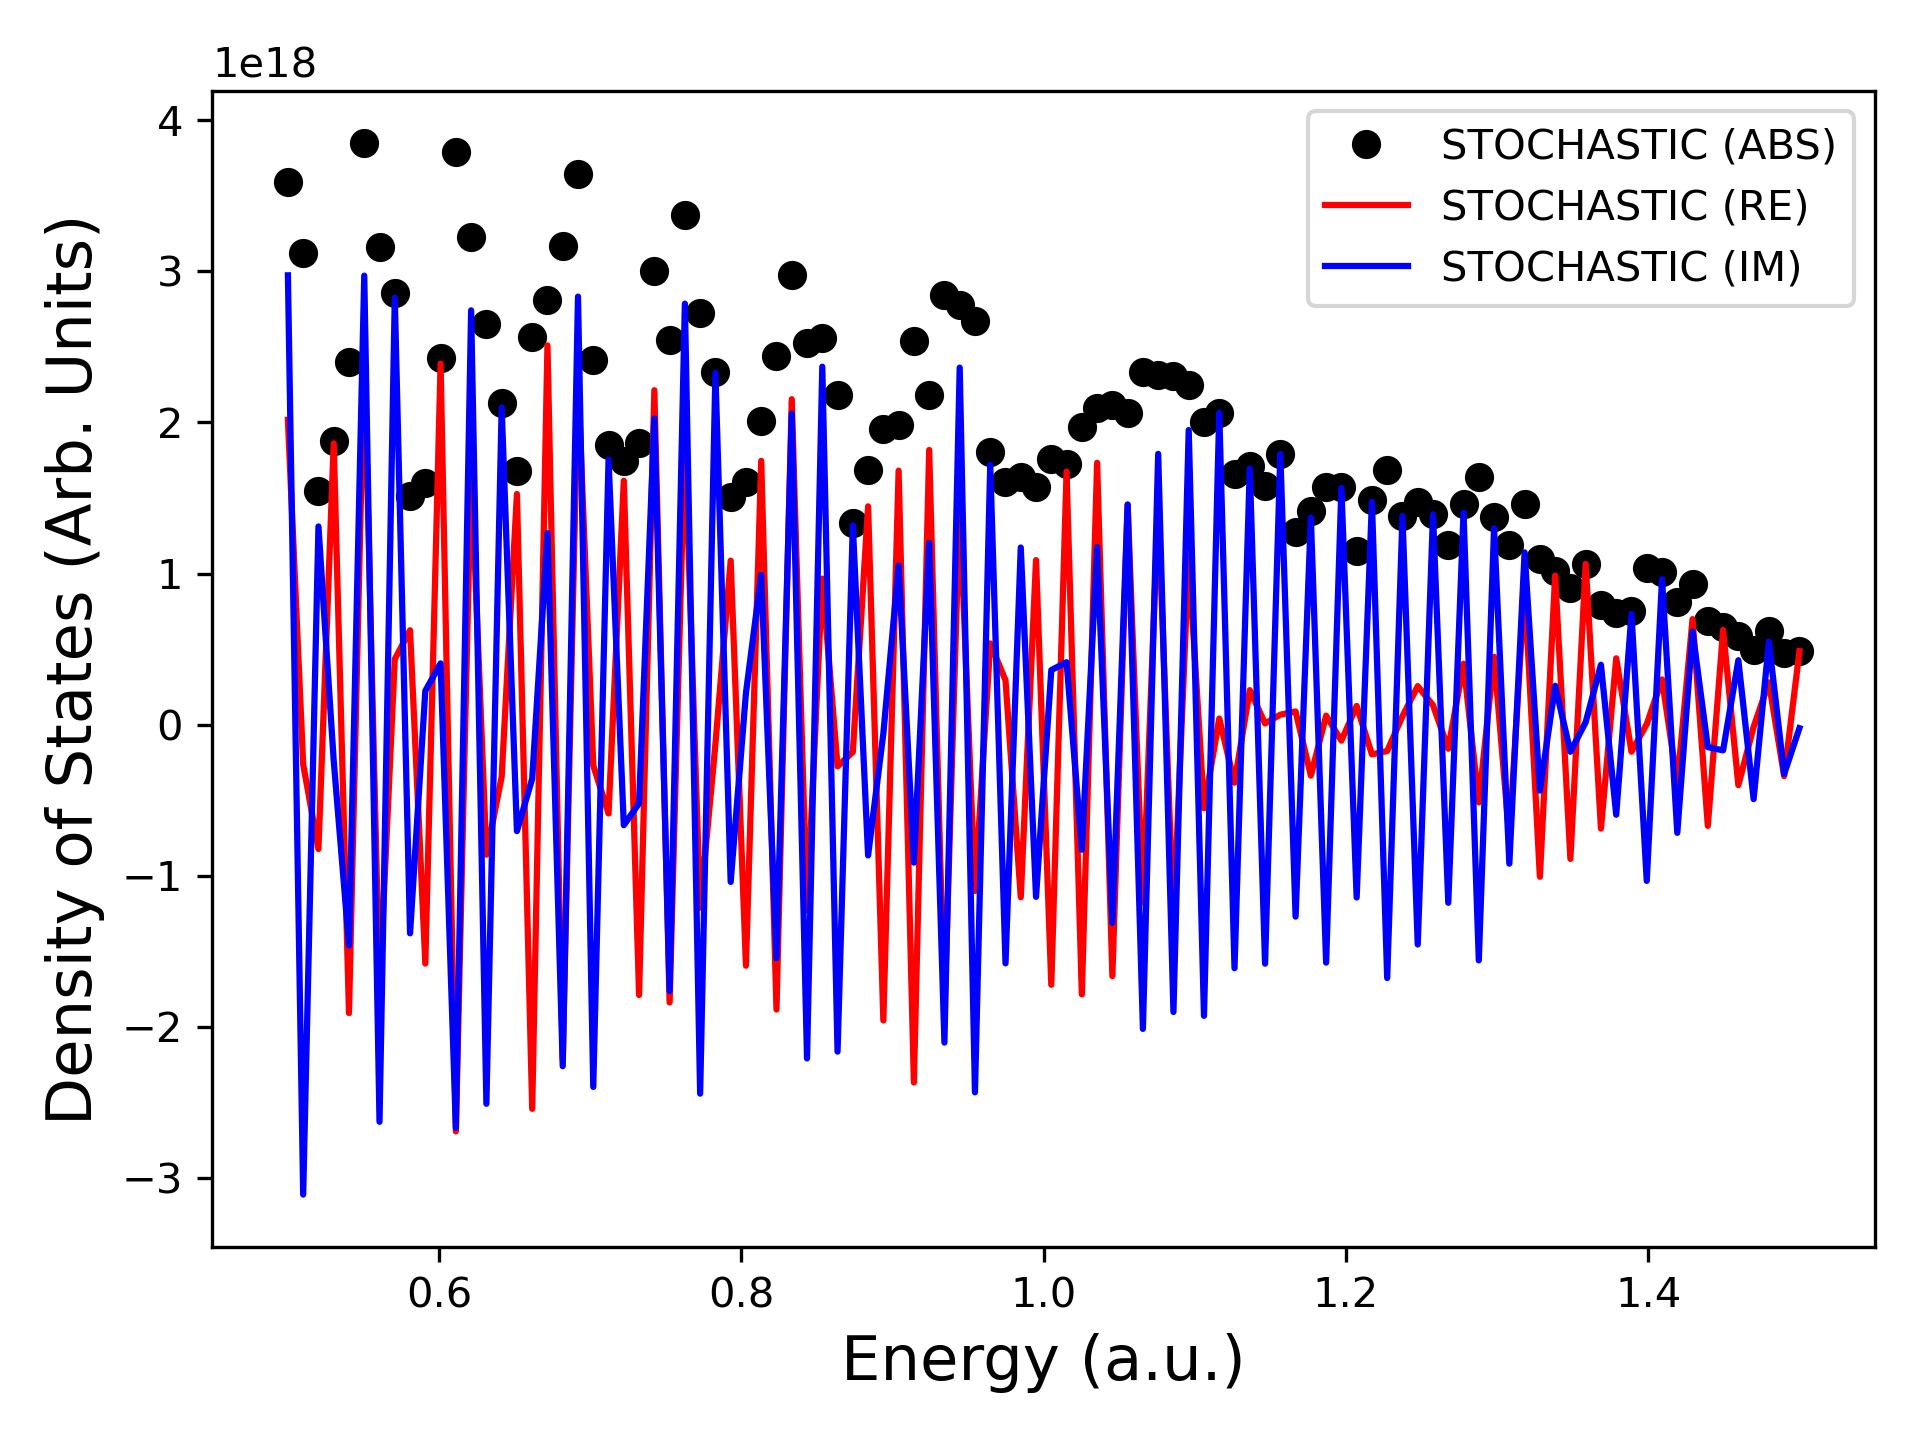 1e18
4
3
2
1
0
−1
−2
−3
Density of States (Arb. Units)
STOCHASTIC (ABS)
STOCHASTIC (RE)
STOCHASTIC (IM)
0.6 0.8 1.0 1.2 1.4
Energy (a.u.)